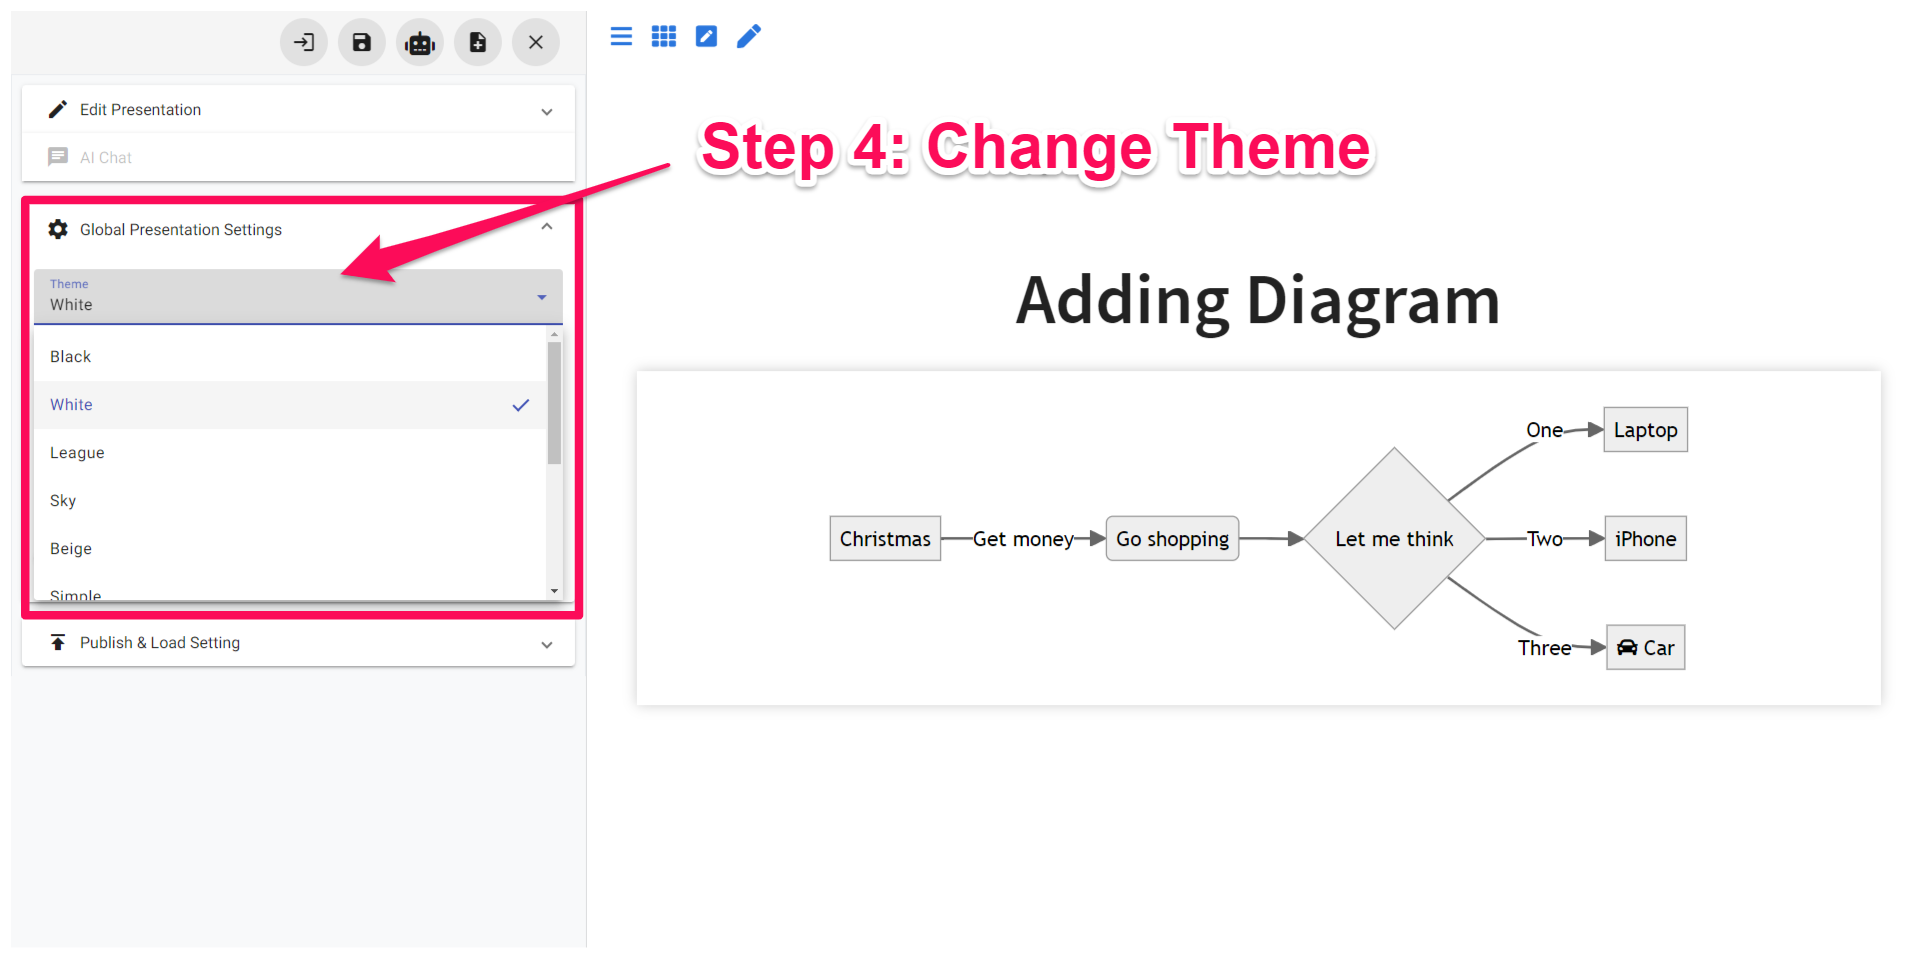 Edit Presentation
AI Chat
Global Presentation Settings
Theme
White
Black
White
League
Sky
Beige
Simple
Publish & Load Setting
Step 4: Change Theme
Adding Diagram
Christmas
Get money
Go shopping
Let me think
One
Laptop
Two
iPhone
Three
Car